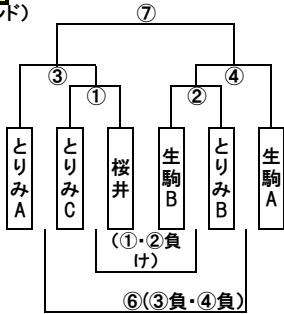 ンド)
⑦
③
④
①
②
とりみA
とりみC
桜井
生駒B
とりみB
生駒A
(①・②負
け)
⑥(③負・④負)